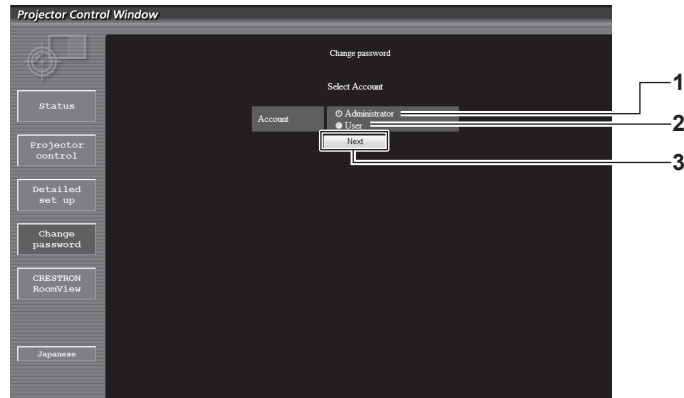 Projector Control Window
Change password
Select Account
1
Status
Account
Administrator
User
2
Next
3
Projector
control
Detailed
set up
Change
password
CRESTRON
RoomView
Japanese